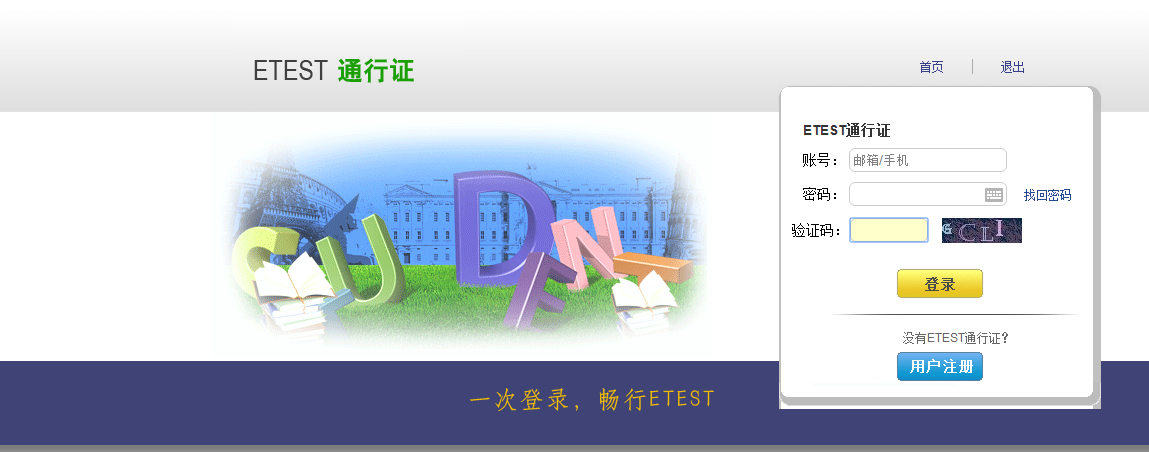 ETEST 通行证
首页
退出
ETEST通行证
账号：
邮箱/手机
密码：
找回密码
验证码：
登录
没有ETEST通行证？
用户注册
一次登录，畅行ETEST